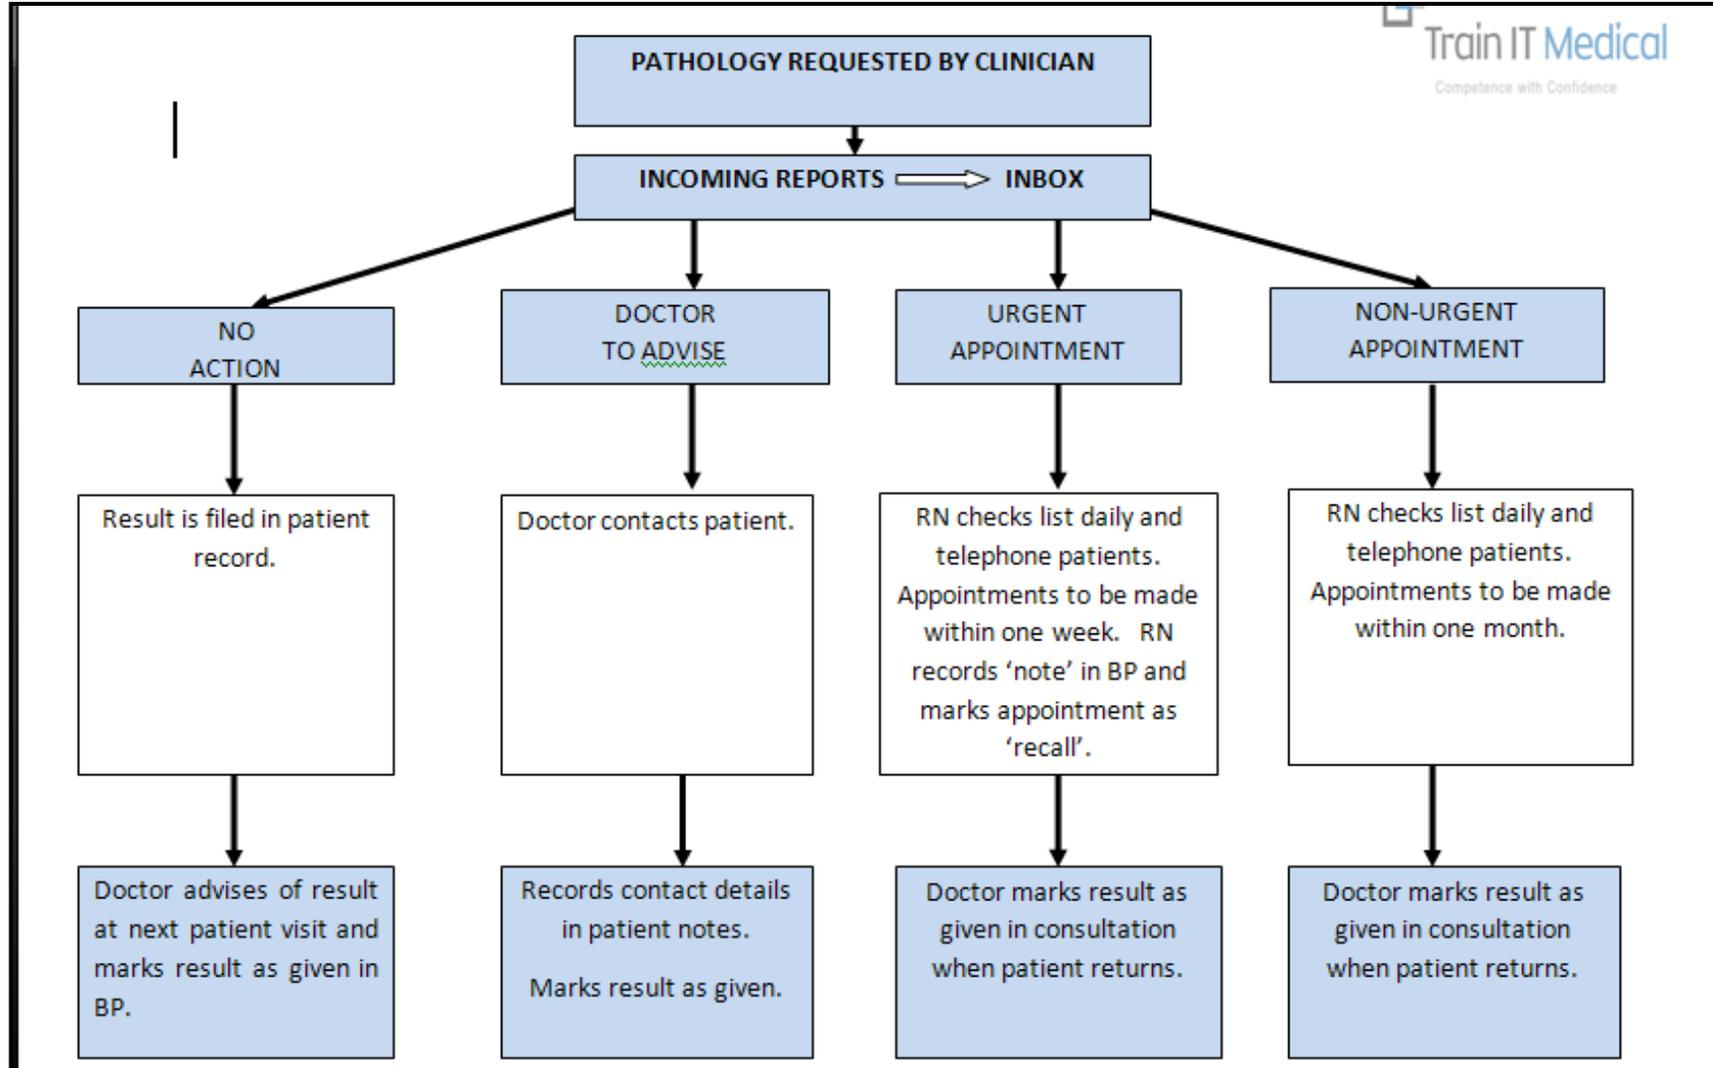 Train IT Medical
Competence with Confidence
PATHOLOGY REQUESTED BY CLINICIAN
INCOMING REPORTS INBOX
NO
ACTION
DOCTOR
TO ADVISE
URGENT
APPOINTMENT
NON-URGENT
APPOINTMENT
Result is filed in patient
record.
Doctor contacts patient.
RN checks list daily and
telephone patients.
Appointments to be made
within one week. RN
records ‘note’ in BP and
marks appointment as
‘recall’.
RN checks list daily and
telephone patients.
Appointments to be made
within one month.
Doctor advises of result
at next patient visit and
marks result as given in
BP.
Records contact details
in patient notes.
Marks result as given.
Doctor marks result as
given in consultation
when patient returns.
Doctor marks result as
given in consultation
when patient returns.